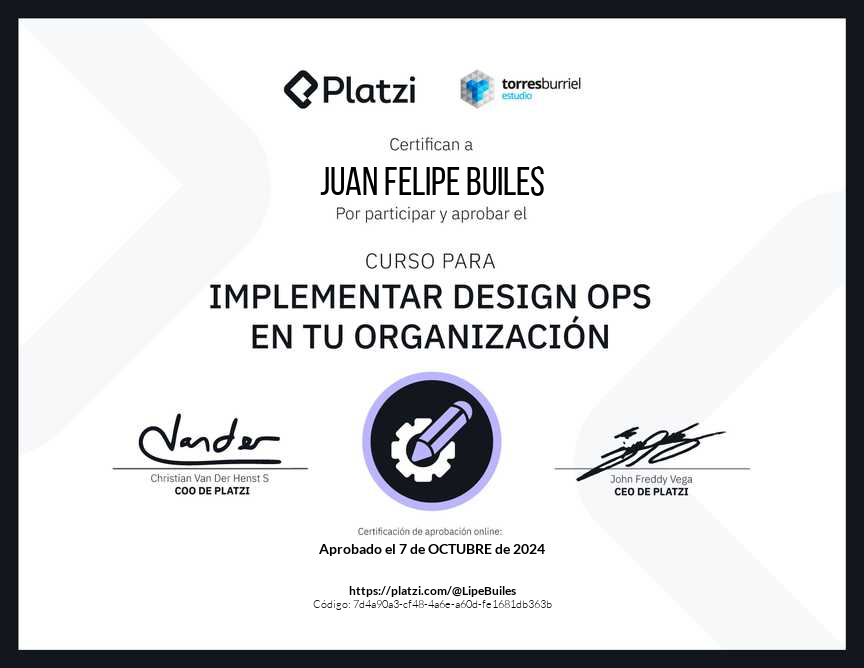 Platzi
torresburriel
estudio
Certifican a
JUAN FELIPE BUILES
Por participar y aprobar el
CURSO PARA
IMPLEMENTAR DESIGN OPS
EN TU ORGANIZACIÓN
Vander
Christian Van Der Henst S
COO DE PLATZI
John Freddy Vega
CEO DE PLATZI
Certificación de aprobación online:
Aprobado el 7 de OCTUBRE de 2024
https://platzi.com/@LipeBuiles
Código: 7d4a90a3-cf48-4a6e-a60d-fe1681db363b